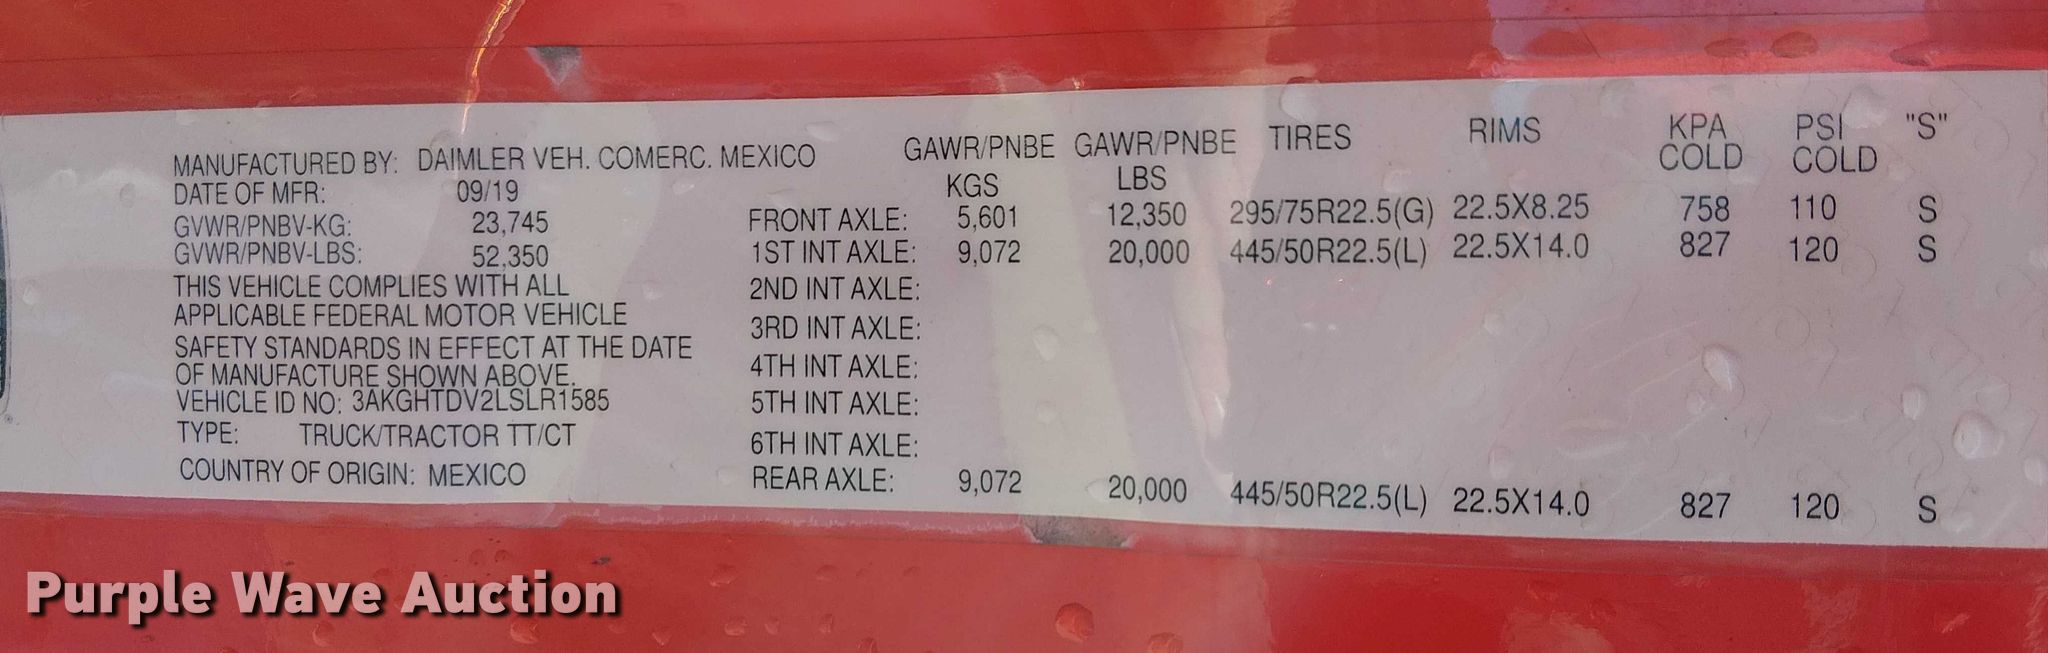 MANUFACTURED BY: DAIMLER VEH. COMERC. MEXICO
DATE OF MFR: 09/19
GVWR/PNBV-KG: 23,745
GVWR/PNBV-LBS: 52,350
THIS VEHICLE COMPLIES WITH ALL
APPLICABLE FEDERAL MOTOR VEHICLE
SAFETY STANDARDS IN EFFECT AT THE DATE
OF MANUFACTURE SHOWN ABOVE.
VEHICLE ID NO: 3AKGHTDV2LSLR1585
TYPE: TRUCK/TRACTOR TT/CT
COUNTRY OF ORIGIN: MEXICO
GAWR/PNBE GAWR/PNBE TIRES RIMS KPA PSI "S"
KGS LBS COLD COLD
FRONT AXLE: 5,601 12,350 295/75R22.5(G) 22.5X8.25 758 110 S
1ST INT AXLE: 9,072 20,000 445/50R22.5(L) 22.5X14.0 827 120 S
2ND INT AXLE:
3RD INT AXLE:
4TH INT AXLE:
5TH INT AXLE:
6TH INT AXLE:
REAR AXLE: 9,072 20,000 445/50R22.5(L) 22.5X14.0 827 120 S
Purple Wave Auction